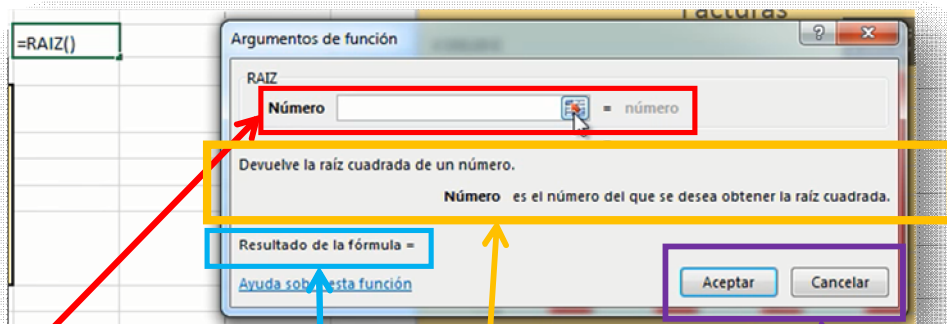 Facturas
=RAIZ()
Argumentos de función
RAIZ
Número = número
Devuelve la raíz cuadrada de un número.
Número es el número del que se desea obtener la raíz cuadrada.
Resultado de la fórmula =
Ayuda sobre esta función
Aceptar Cancelar